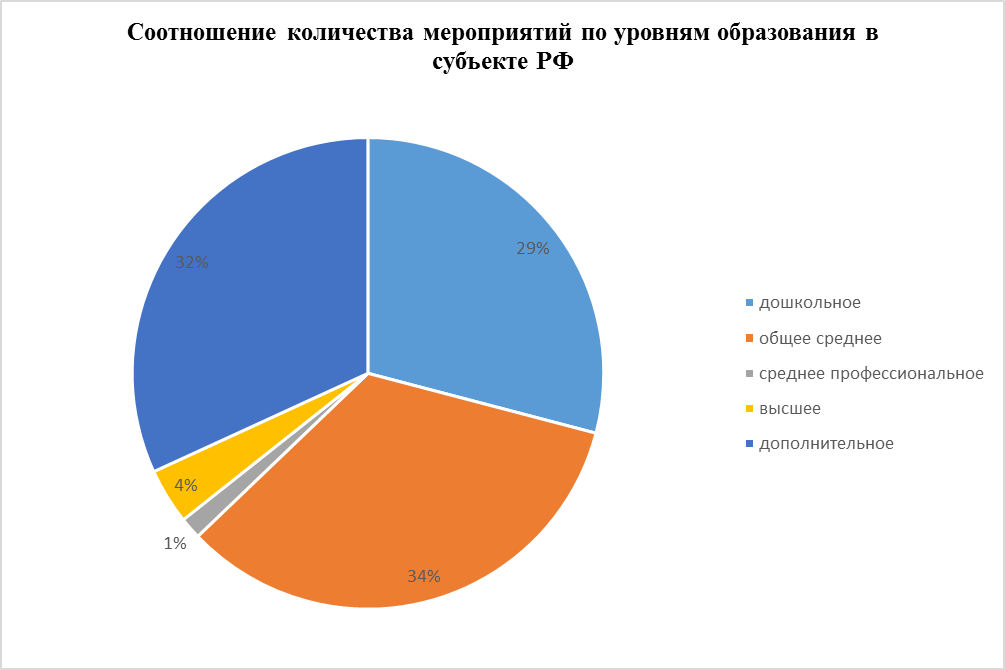 Соотношение количества мероприятий по уровням образования в
субъекте РФ
29%
32%
дошкольное
общее среднее
среднее профессиональное
высшее
дополнительное
4%
1%
34%